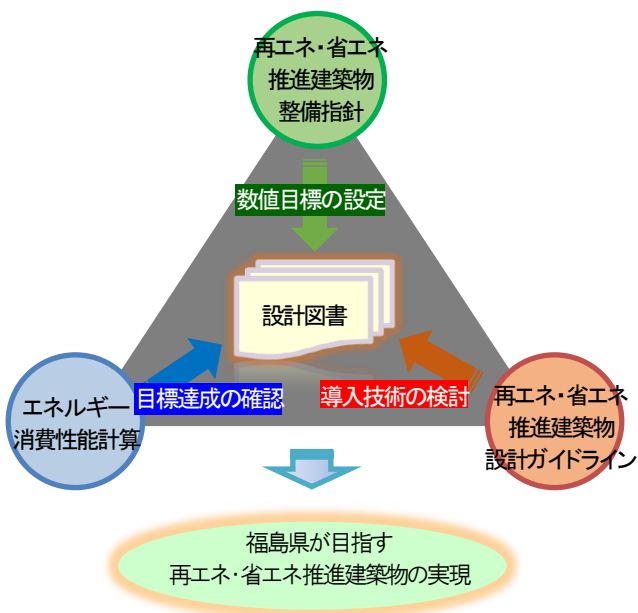 再エネ・省エネ
推進建築物
整備指針
数値目標の設定
設計図書
目標達成の確認
導入技術の検討
エネルギー
消費性能計算
再エネ・省エネ
推進建築物
設計ガイドライン
福島県が目指す
再エネ・省エネ推進建築物の実現